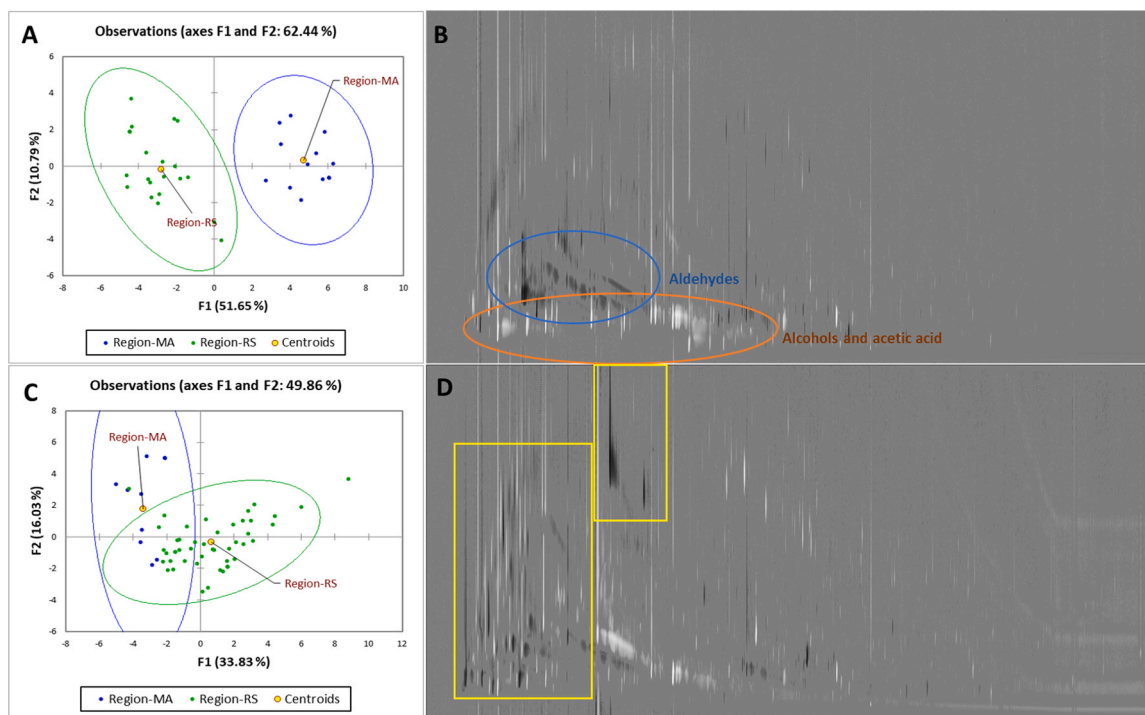 A
Observations (axes F1 and F2: 62.44 %)
6
4
2
0
-2
-4
-6
F2 (10.79 %)
Region-MA
Region-RS
-8 -6 -4 -2 0 2 4 6 8 10
F1 (51.65 %)
Region-MA Region-RS Centroids
B
Aldehydes
Alcohols and acetic acid
C
Observations (axes F1 and F2: 49.86 %)
8
6
4
2
0
-2
-4
-6
F2 (16.03 %)
Region-MA
Region-RS
-8 -6 -4 -2 0 2 4 6 8 10 12
F1 (33.83 %)
Region-MA Region-RS Centroids
D